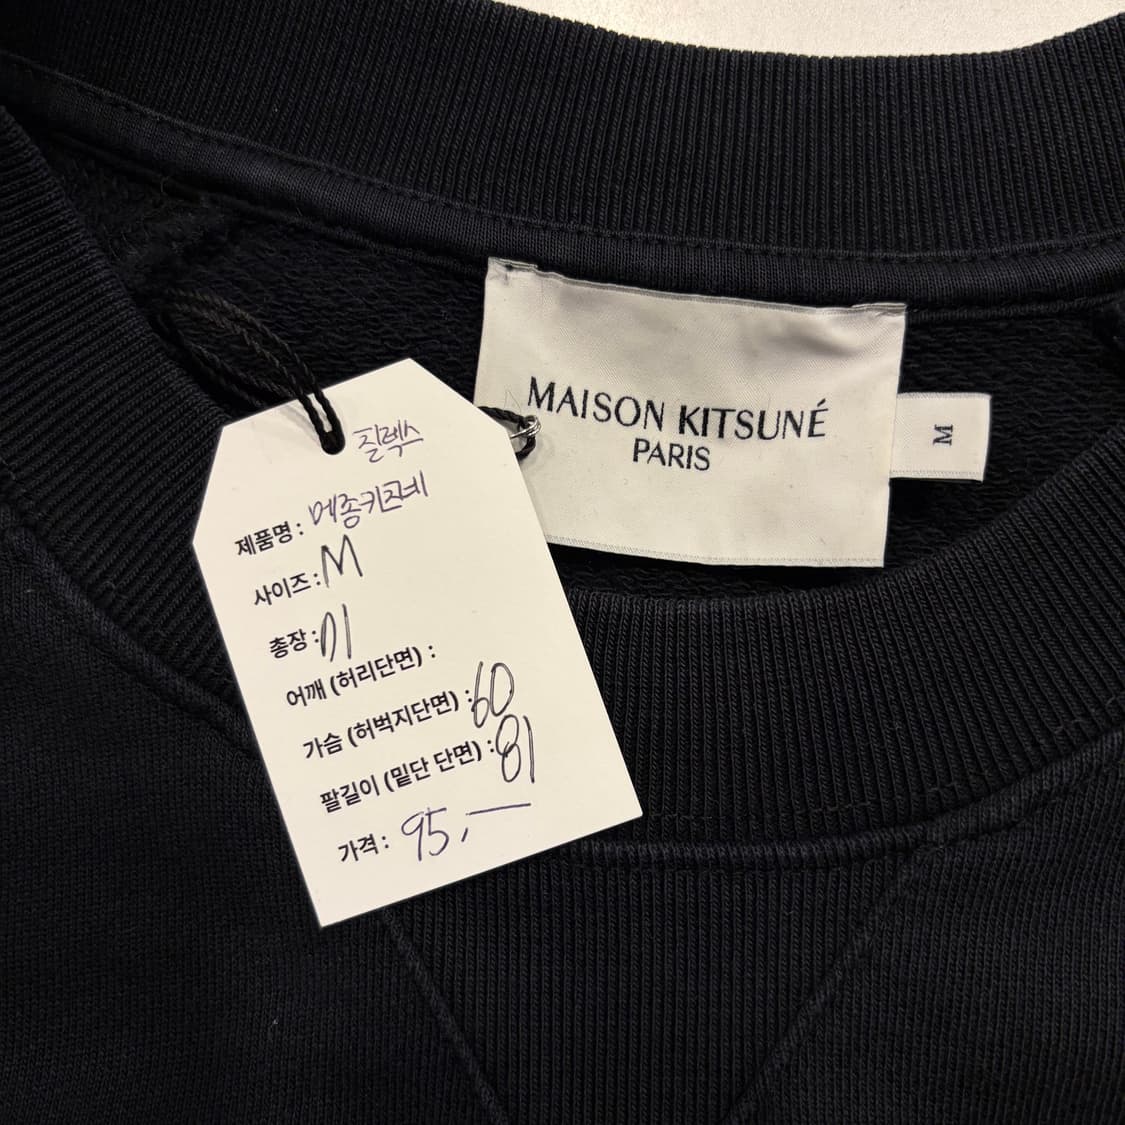 MAISON KITSUNÉ
PARIS
M
질렉스
제품명 : 메종키츠네
사이즈 : M
총장 : 71
어깨 (허리단면) :
가슴 (허벅지단면) : 60
팔길이 (밑단 단면) : 81
가격 : 95,—